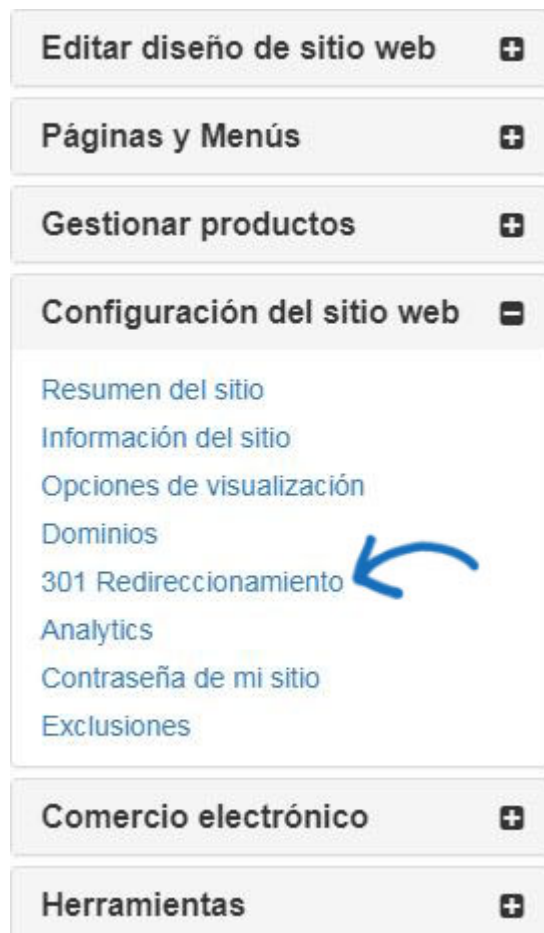 Editar diseño de sitio web
Páginas y Menús
Gestionar productos
Configuración del sitio web
Resumen del sitio
Información del sitio
Opciones de visualización
Dominios
301 Redireccionamiento
Analytics
Contraseña de mi sitio
Exclusiones
Comercio electrónico
Herramientas